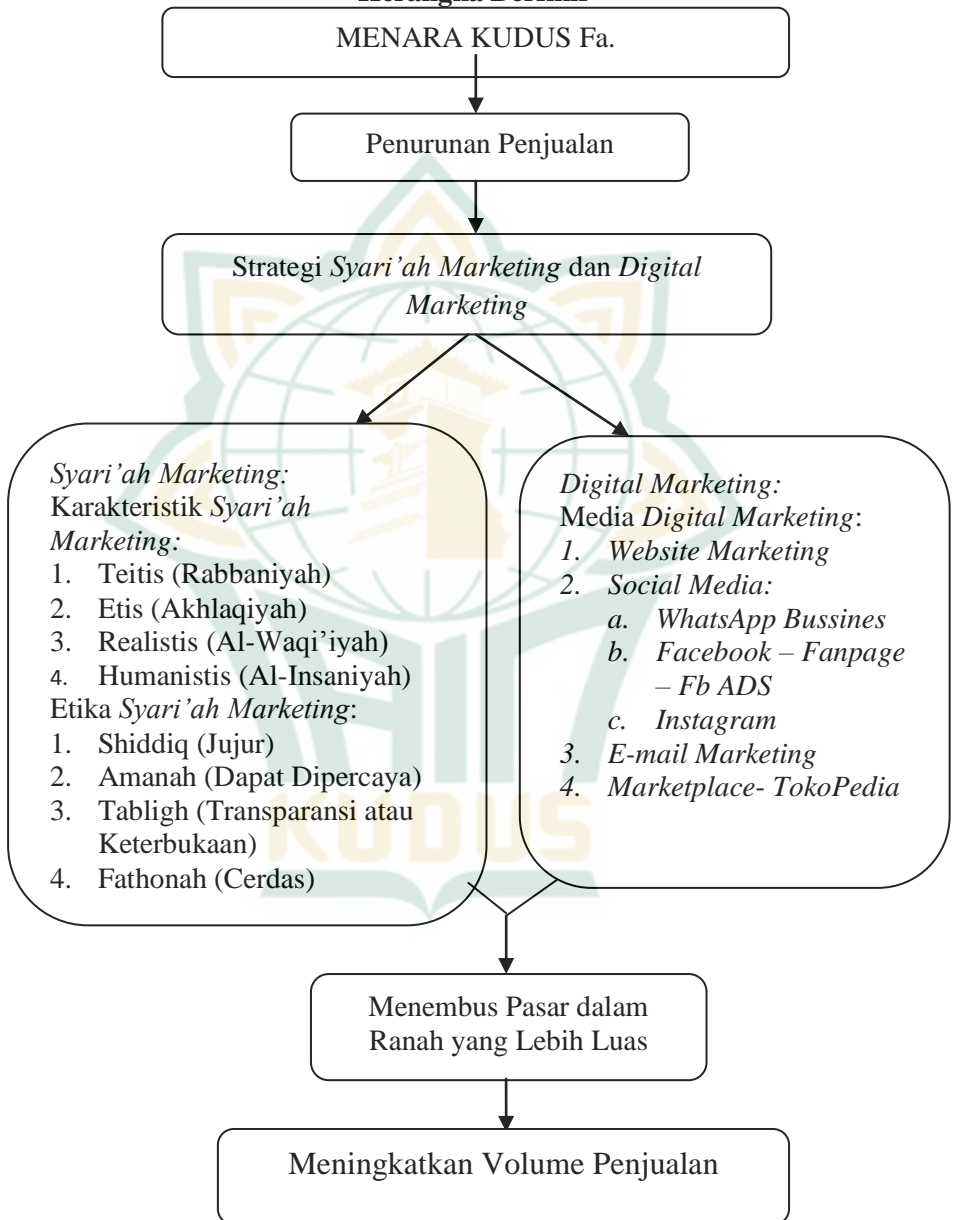 Kerangka Berfikir
MENARA KUDUS Fa.
Penurunan Penjualan
Strategi Syari’ah Marketing dan Digital
Marketing
Syari’ah Marketing:
Karakteristik Syari’ah
Marketing:
1. Teitis (Rabbaniyah)
2. Etis (Akhlaqiyah)
3. Realistis (Al-Waqi’iyah)
4. Humanistis (Al-Insaniyah)
Etika Syari’ah Marketing:
1. Shiddiq (Jujur)
2. Amanah (Dapat Dipercaya)
3. Tabligh (Transparansi atau
Keterbukaan)
4. Fathonah (Cerdas)
Digital Marketing:
Media Digital Marketing:
1. Website Marketing
2. Social Media:
a. WhatsApp Bussines
b. Facebook – Fanpage
– Fb ADS
c. Instagram
3. E-mail Marketing
4. Marketplace- TokoPedia
KUDUS
Menembus Pasar dalam
Ranah yang Lebih Luas
Meningkatkan Volume Penjualan